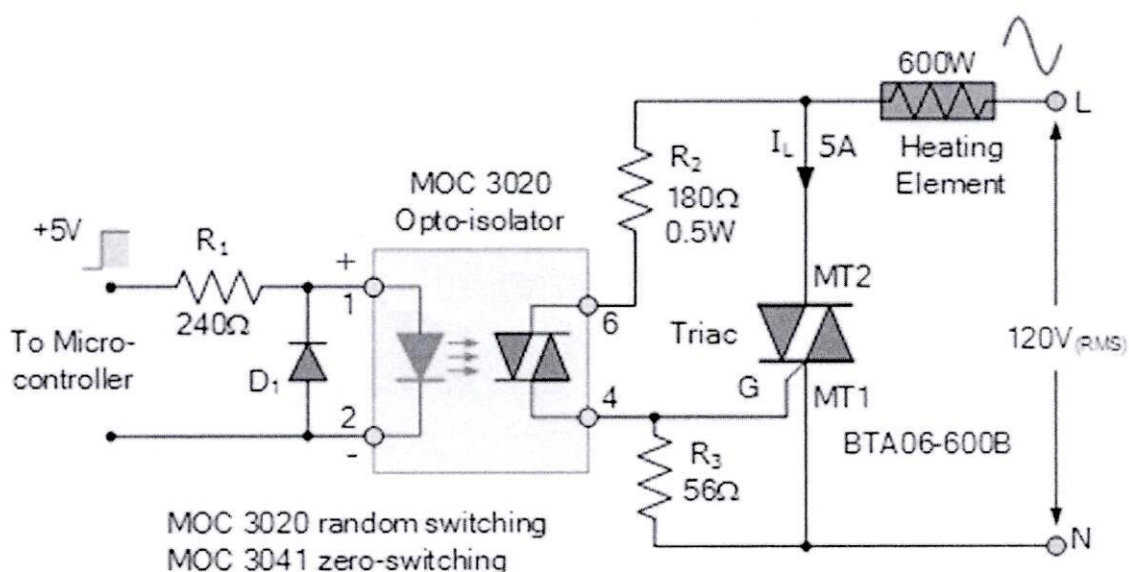 600W
L
Heating
Element
I_L 5A
R₂
180Ω
0.5W
MOC 3020
Opto-isolator
+5V
R₁
240Ω
+
1
6
To Micro-
controller
D₁
2
-
4
MT2
Triac
G
MT1
120V(RMS)
BTA06-600B
R₃
56Ω
N
MOC 3020 random switching
MOC 3041 zero-switching